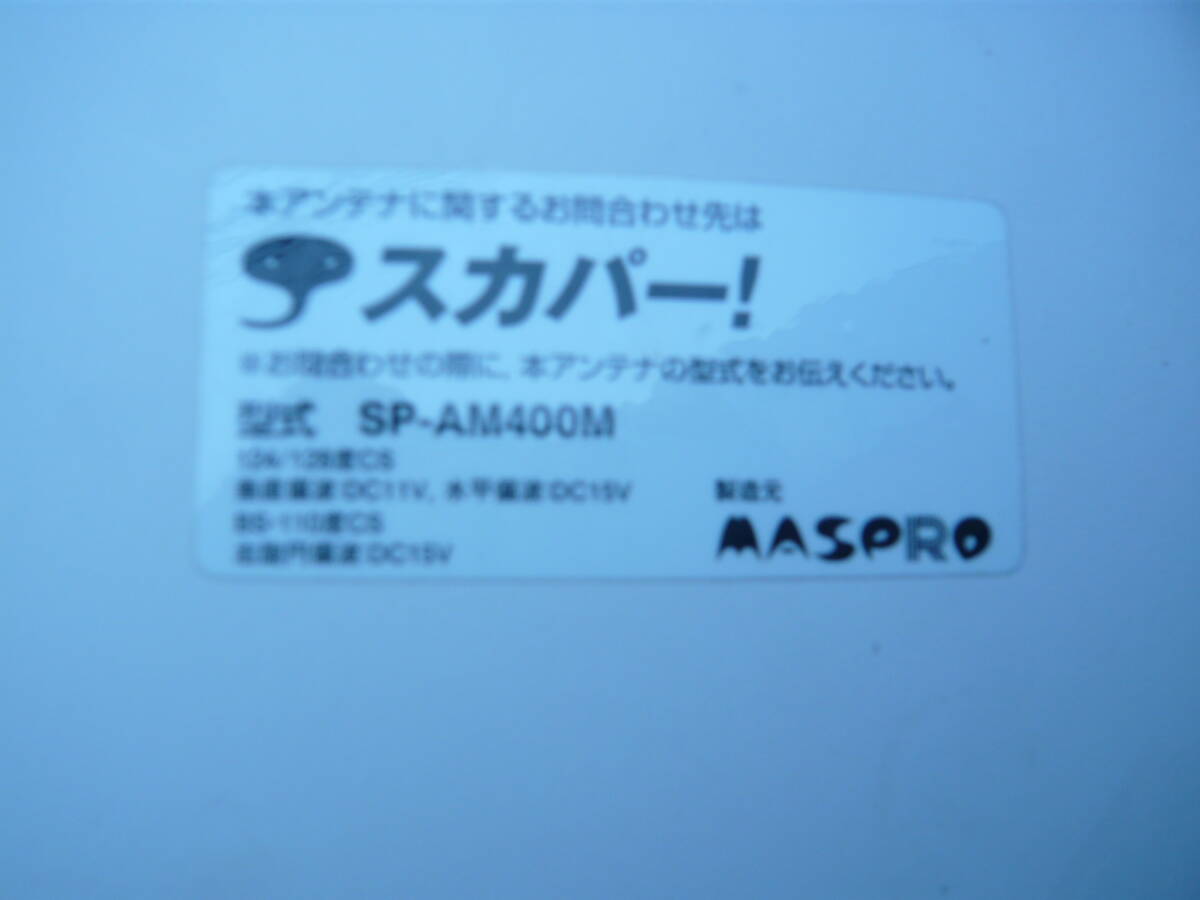 本アンテナに関するお問合わせ先は
スカパー!
※お問合わせの際に、本アンテナの型式をお伝えください。
型式 SP-AM400M
124/128度CS
垂直偏波:DC11V、水平偏波:DC15V
BS・110度CS
右旋円偏波:DC15V
製造元
MASPRO